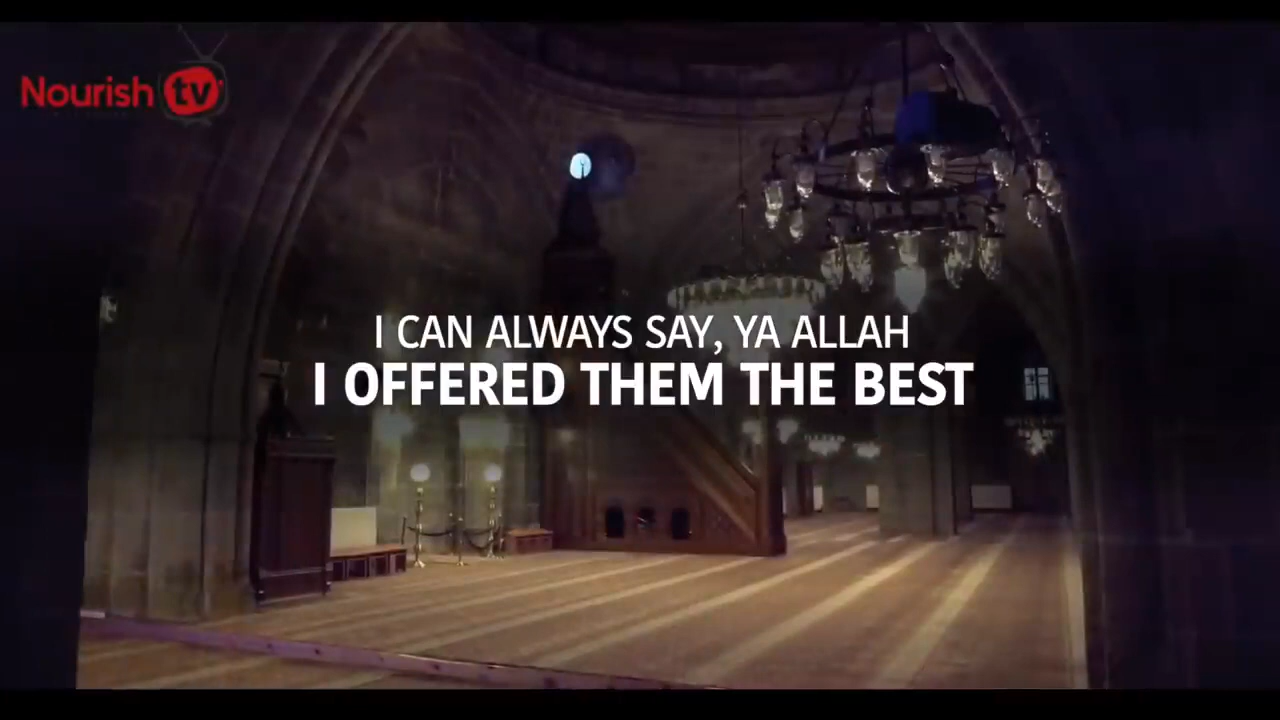 Nourish tv
I CAN ALWAYS SAY, YA ALLAH
I OFFERED THEM THE BEST